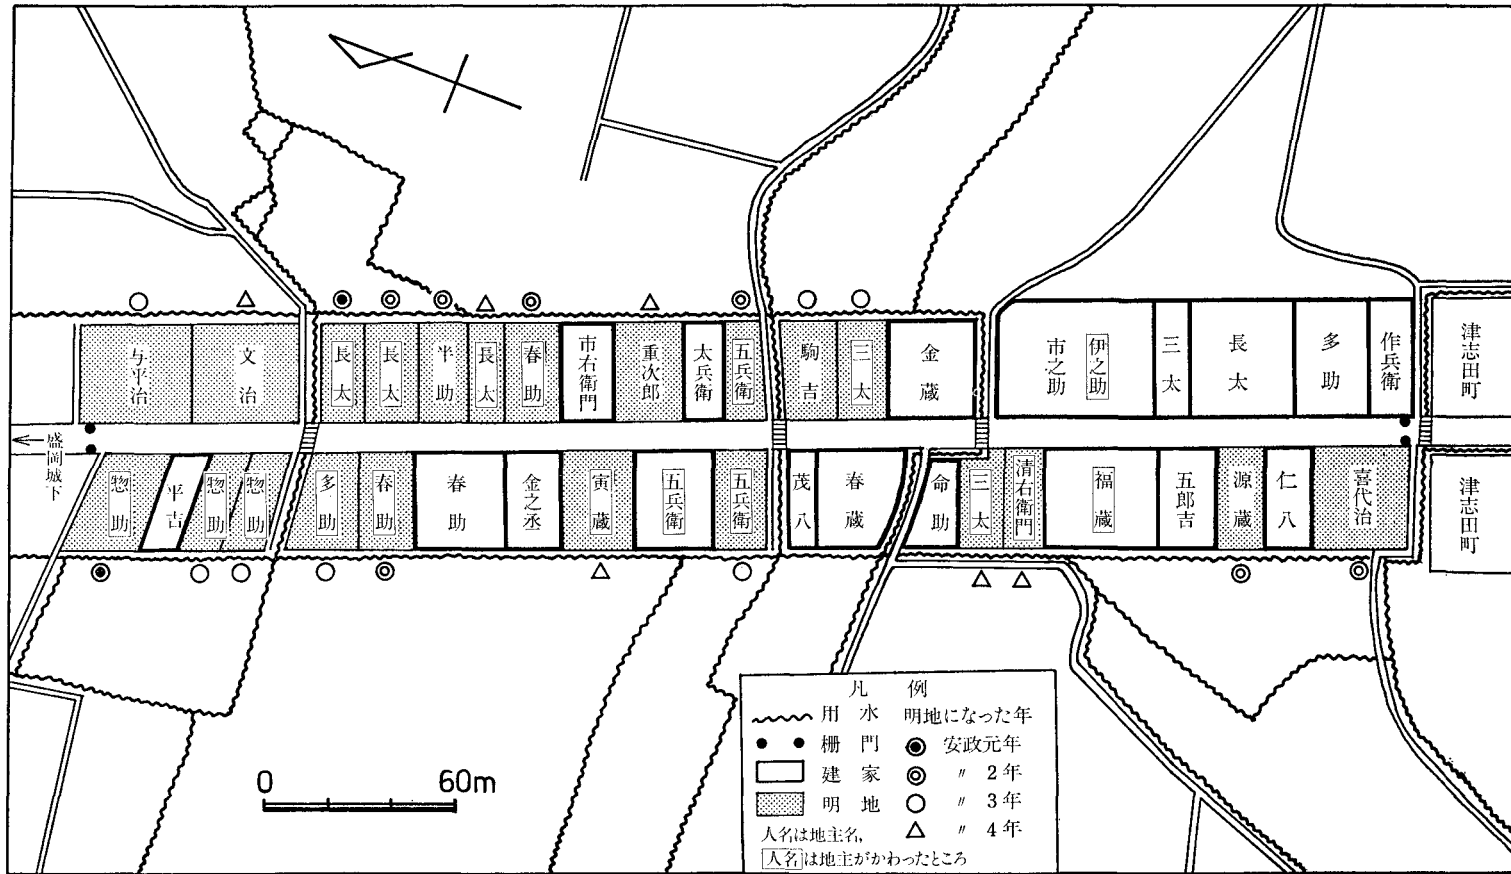 与平治
文治
長太
長太
半助
長太
春助
市右衛門
重次郎
太兵衛
五兵衛
駒吉
三太
金蔵
市之助
伊之助
三太
長太
多助
作兵衛
津志田町
盛岡城下
惣助
平吉
惣助
惣助
多助
春助
春助
金之丞
寅蔵
五兵衛
五兵衛
茂八
春蔵
命助
三太
清右衛門
福蔵
五郎吉
源蔵
仁八
喜代治
津志田町
0 60m
凡例
用水 明地になった年
柵門 安政元年
建家 〃 2年
明地 〃 3年
人名は地主名, 〃 4年
人名は地主がかわったところ